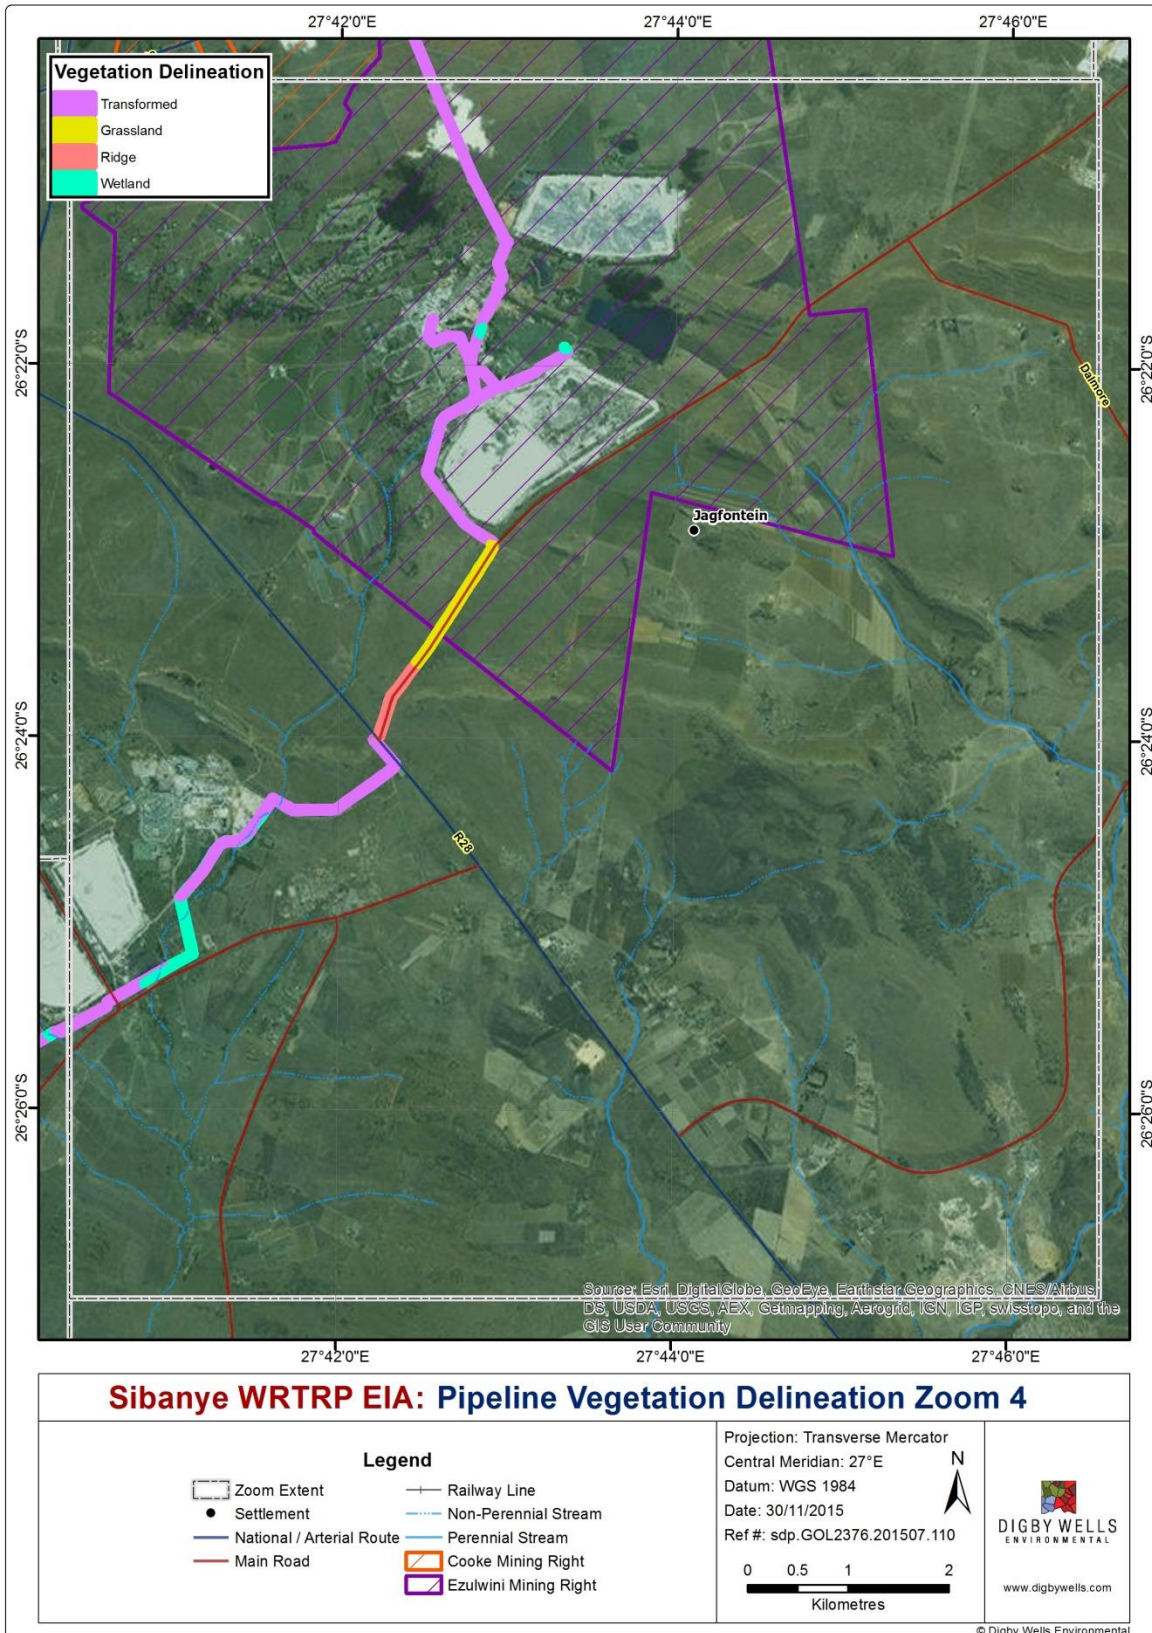 27°42'0"E
27°44'0"E
27°46'0"E
Vegetation Delineation
Transformed
Grassland
Ridge
Wetland
26°22'0"S
26°22'0"S
Dalmore
Jagfontein
26°24'0"S
26°24'0"S
R28
26°26'0"S
26°26'0"S
Source: Esri, DigitalGlobe, GeoEye, Earthstar Geographics, CNES/Airbus
DS, USDA, USGS, AEX, Getmapping, Aerogrid, IGN, IGP, swisstopo, and the
GIS User Community
27°42'0"E
27°44'0"E
27°46'0"E
Sibanye WRTRP EIA: Pipeline Vegetation Delineation Zoom 4
Legend
Zoom Extent
Settlement
National / Arterial Route
Main Road
Railway Line
Non-Perennial Stream
Perennial Stream
Cooke Mining Right
Ezulwini Mining Right
Projection: Transverse Mercator
Central Meridian: 27°E
Datum: WGS 1984
Date: 30/11/2015
Ref #: sdp.GOL2376.201507.110
N
0 0.5 1 2
Kilometres
DIGBY WELLS
ENVIRONMENTAL
www.digbywells.com
© Digby Wells Environmental